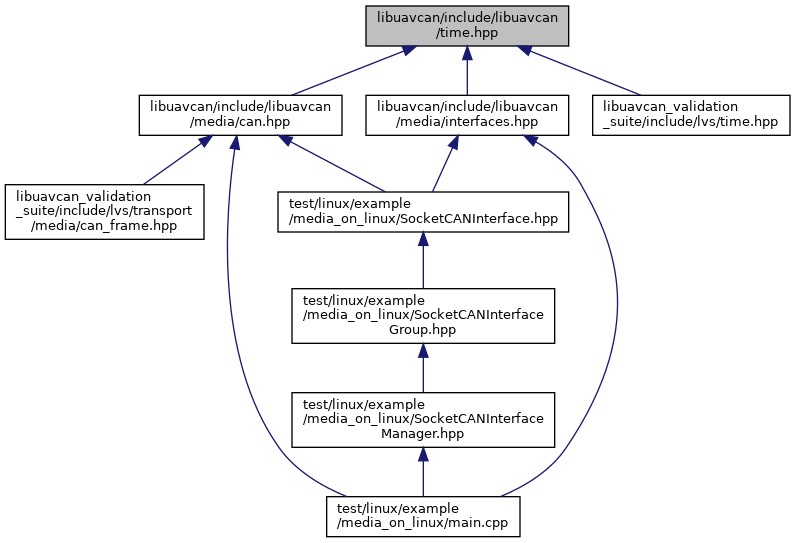 libuavcan/include/libuavcan
/time.hpp
libuavcan/include/libuavcan
/media/can.hpp
libuavcan/include/libuavcan
/media/interfaces.hpp
libuavcan_validation
_suite/include/lvs/time.hpp
libuavcan_validation
_suite/include/lvs/transport
/media/can_frame.hpp
test/linux/example
/media_on_linux/SocketCANInterface.hpp
test/linux/example
/media_on_linux/SocketCANInterface
Group.hpp
test/linux/example
/media_on_linux/SocketCANInterface
Manager.hpp
test/linux/example
/media_on_linux/main.cpp